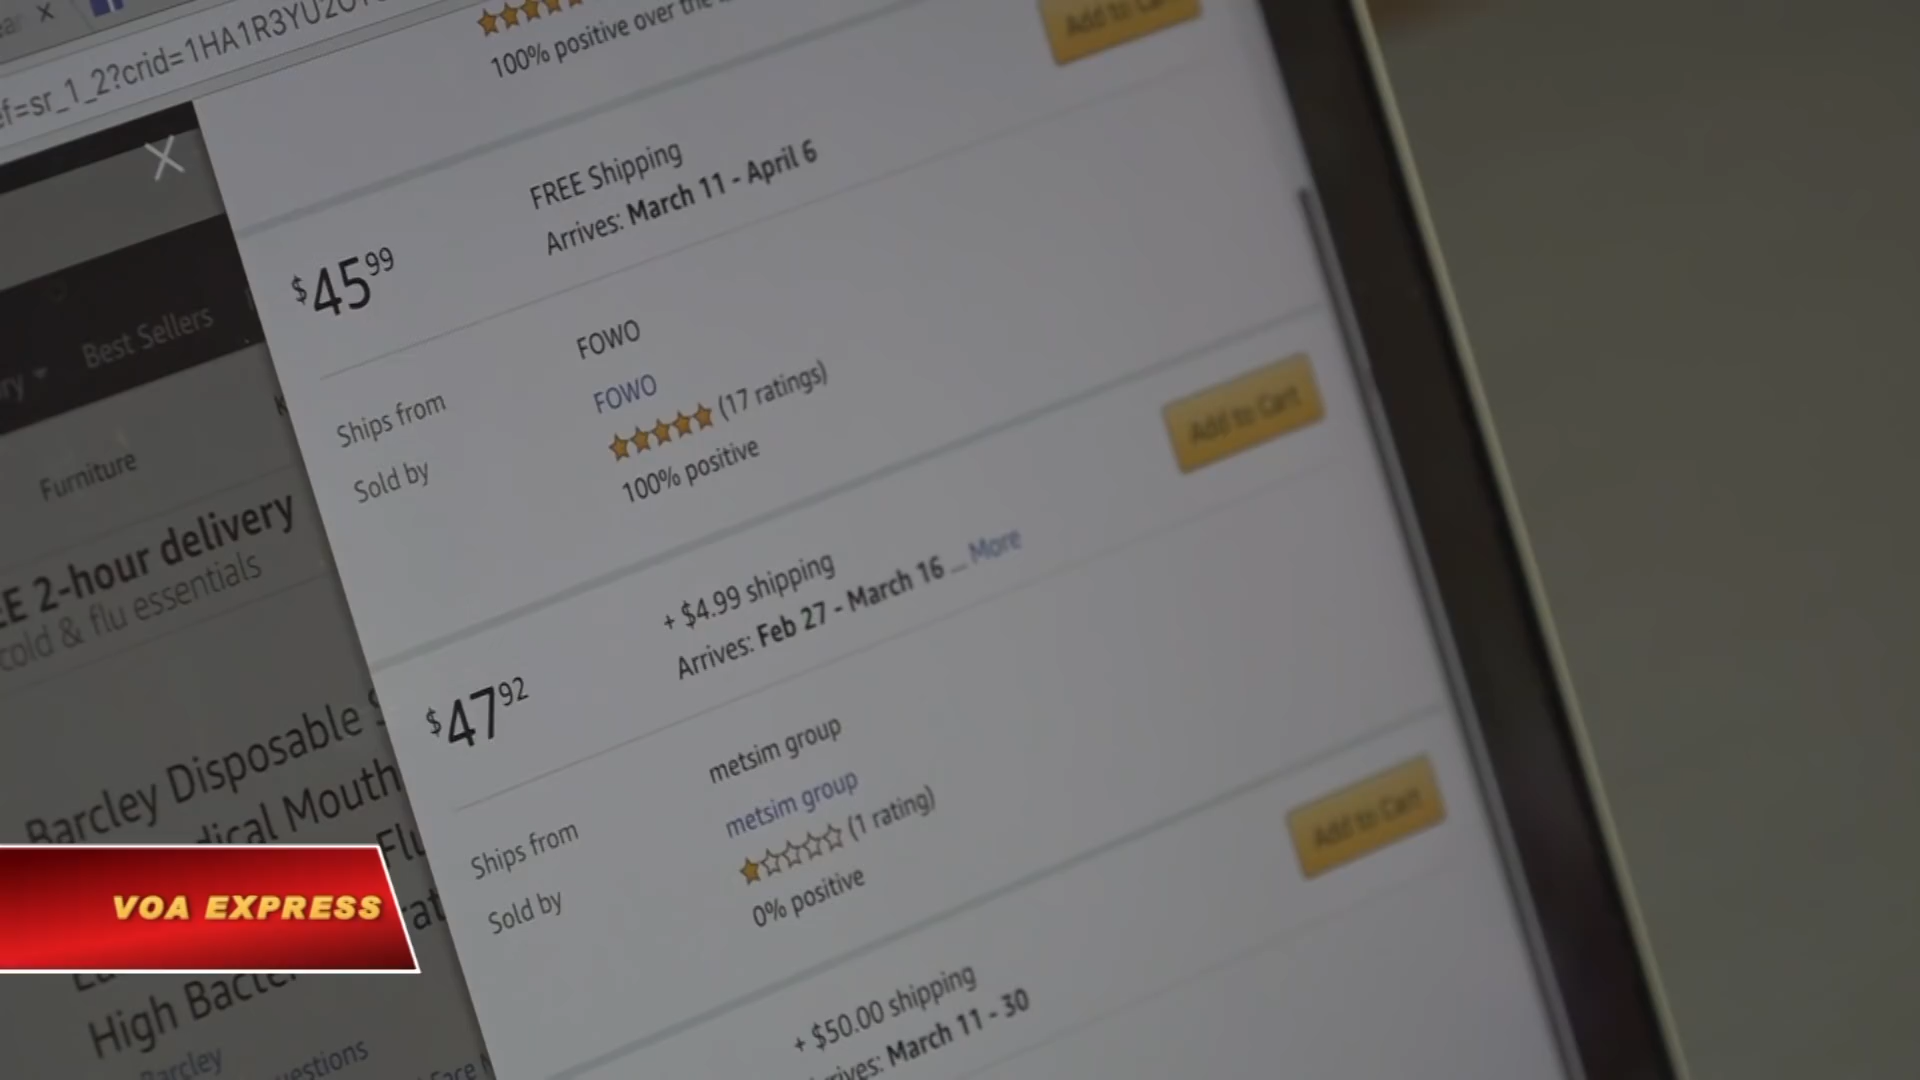 ef=sr_1_2?crid=1HA1R3YU2
100% positive over the
Add to Cart
FREE Shipping
Arrives: March 11 - April 6
$45.99
FOWO
Ships from
FOWO
(17 ratings)
Sold by
100% positive
Add to Cart
+ $4.99 shipping
Arrives: Feb 27 - March 16 ... More
$47.92
metsim group
Ships from
metsim group
(1 rating)
Sold by
0% positive
Add to Cart
+ $50.00 shipping
March 11 - 30
Best Sellers
Furniture
2-hour delivery
cold & flu essentials
Barcley Disposable
Mouth
High
Barcley
VOA EXPRESS